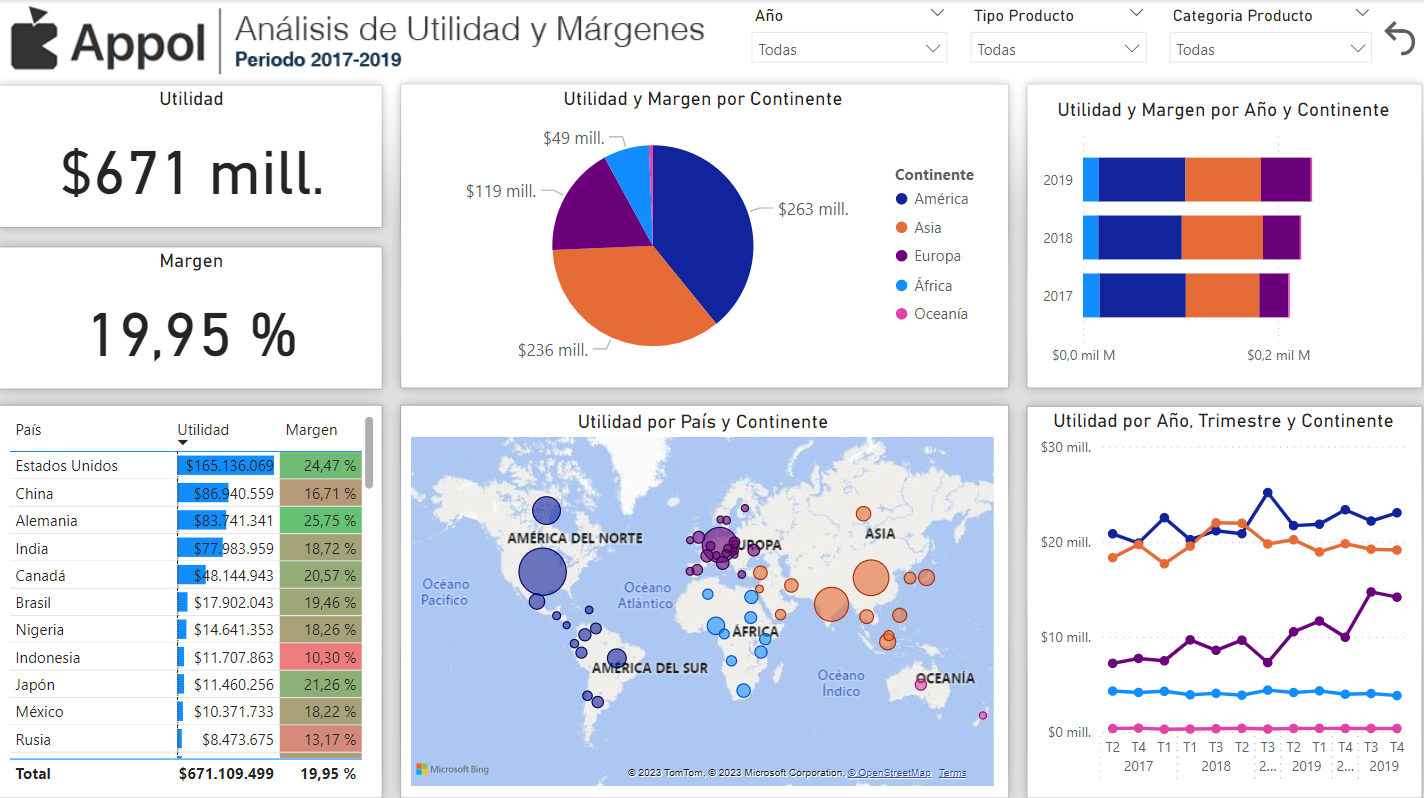 Appol
Análisis de Utilidad y Márgenes
Periodo 2017-2019
Año
Todas
Tipo Producto
Todas
Categoria Producto
Todas
Utilidad
$671 mill.
Margen
19,95 %
Utilidad y Margen por Continente
$49 mill.
$119 mill.
$263 mill.
$236 mill.
Continente
América
Asia
Europa
África
Oceanía
Utilidad y Margen por Año y Continente
2019
2018
2017
$0,0 mil M $0,2 mil M
País Utilidad Margen
Estados Unidos $165.136.069 24,47 %
China $86.940.559 16,71 %
Alemania $83.741.341 25,75 %
India $77.983.959 18,72 %
Canadá $48.144.943 20,57 %
Brasil $17.902.043 19,46 %
Nigeria $14.641.353 18,26 %
Indonesia $11.707.863 10,30 %
Japón $11.460.256 21,26 %
México $10.371.733 18,22 %
Rusia $8.473.675 13,17 %
Total $671.109.499 19,95 %
Utilidad por País y Continente
AMÉRICA DEL NORTE
EUROPA
ASIA
Océano
Pacífico
Océano
Atlántico
ÁFRICA
AMÉRICA DEL SUR
Océano
Índico
OCEANÍA
Microsoft Bing
© 2023 TomTom, © 2023 Microsoft Corporation, © OpenStreetMap Terms
Utilidad por Año, Trimestre y Continente
$30 mill.
$20 mill.
$10 mill.
$0 mill.
T2 T4 T1 T1 T3 T2 T3 T2 T1 T4 T3 T4
2017 2018 2... 2019 2... 2019